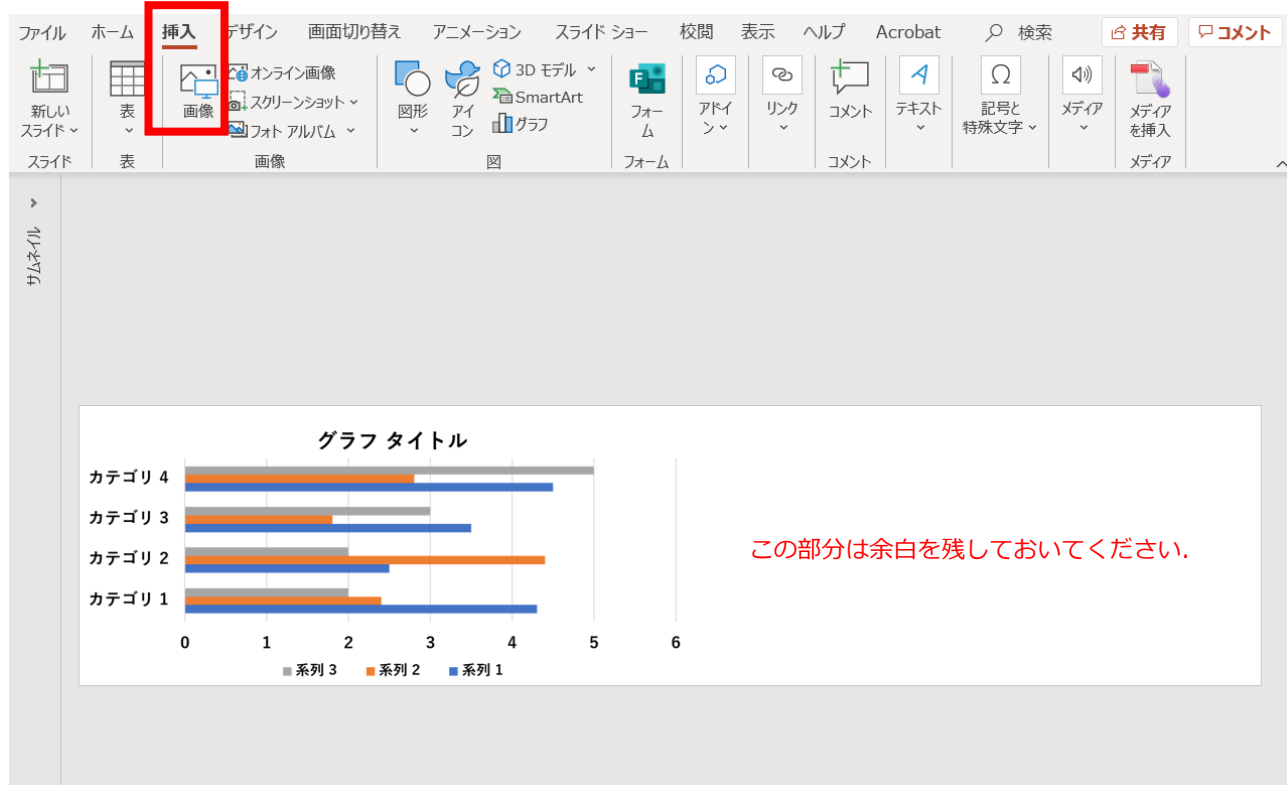 ファイル ホーム 挿入 デザイン 画面切り替え アニメーション スライド ショー 校閲 表示 ヘルプ Acrobat 検索 共有 コメント
新しい
スライド
表
画像
オンライン画像
スクリーンショット
フォト アルバム
図形
アイ
コン
3D モデル
SmartArt
グラフ
フォー
ム
アドイ
ン
リンク
コメント
テキスト
記号と
特殊文字
メディア
メディア
を挿入
スライド 表 画像 図 フォーム コメント メディア
サムネイル
グラフ タイトル
カテゴリ 4
カテゴリ 3
カテゴリ 2
カテゴリ 1
0 1 2 3 4 5 6
系列 3 系列 2 系列 1
この部分は余白を残しておいてください.